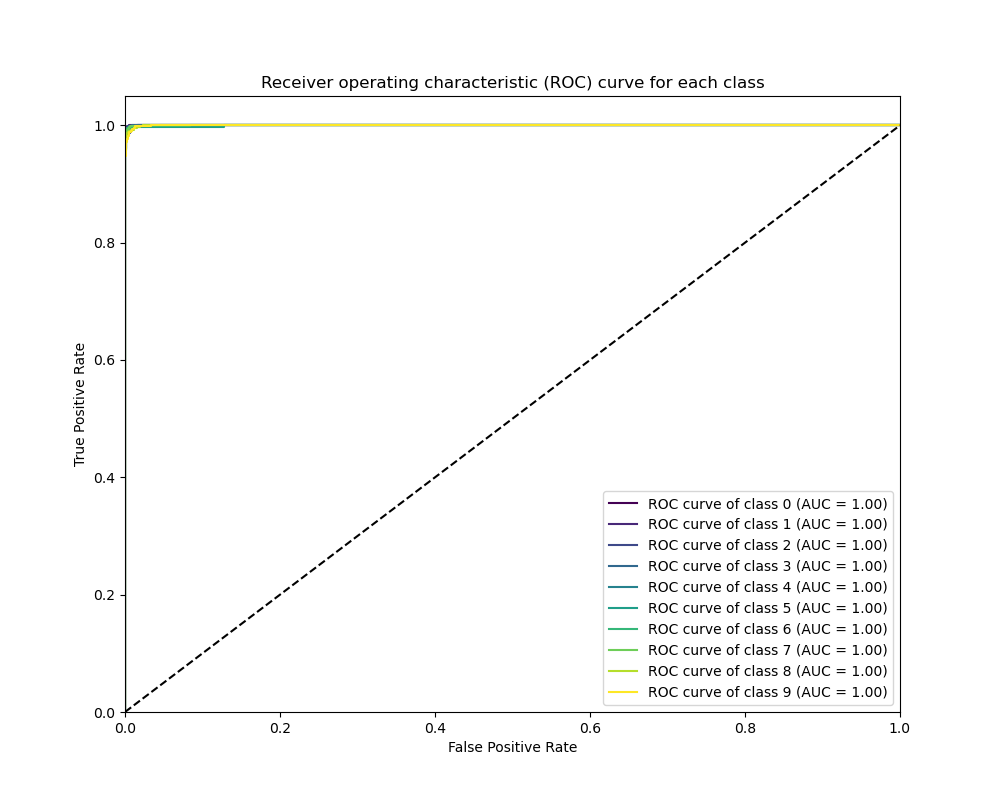 Receiver operating characteristic (ROC) curve for each class
1.0
0.8
0.6
0.4
0.2
0.0
True Positive Rate
ROC curve of class 0 (AUC = 1.00)
ROC curve of class 1 (AUC = 1.00)
ROC curve of class 2 (AUC = 1.00)
ROC curve of class 3 (AUC = 1.00)
ROC curve of class 4 (AUC = 1.00)
ROC curve of class 5 (AUC = 1.00)
ROC curve of class 6 (AUC = 1.00)
ROC curve of class 7 (AUC = 1.00)
ROC curve of class 8 (AUC = 1.00)
ROC curve of class 9 (AUC = 1.00)
0.0 0.2 0.4 0.6 0.8 1.0
False Positive Rate